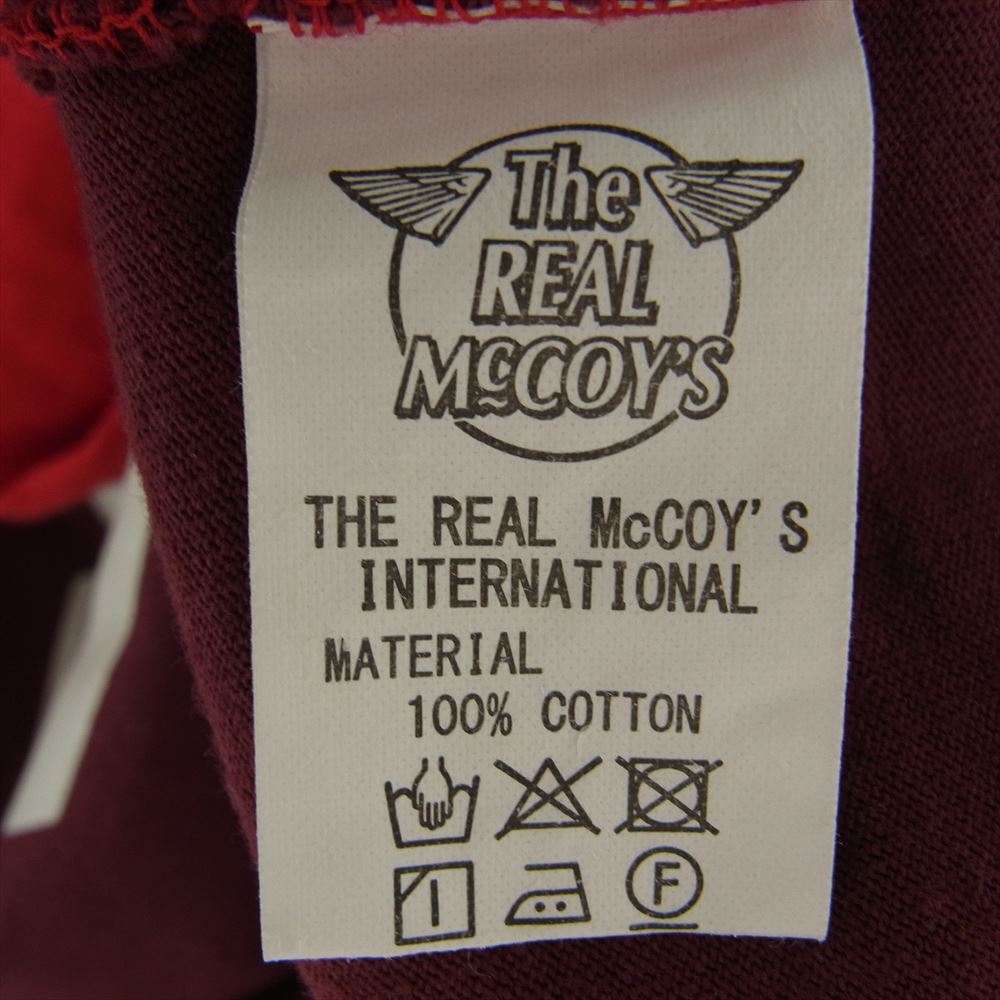 The
REAL
McCOY'S
THE REAL McCOY'S
INTERNATIONAL
MATERIAL
100% COTTON
F